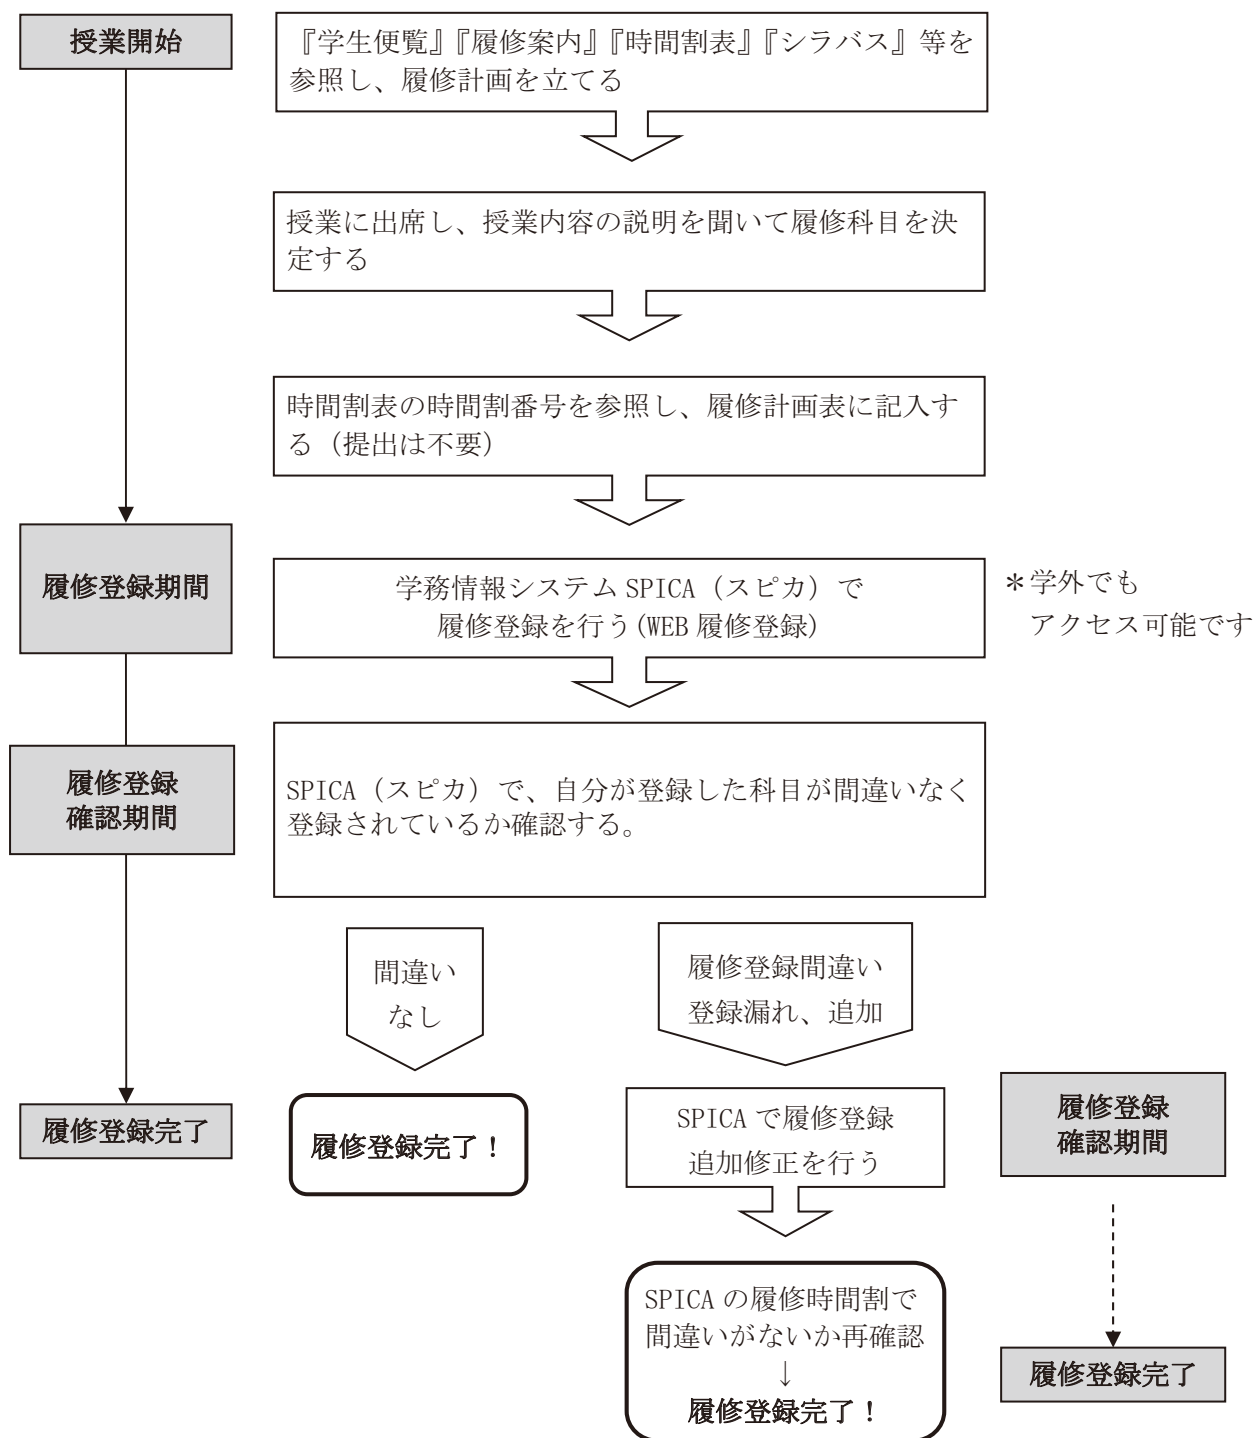 授業開始
『学生便覧』『履修案内』『時間割表』『シラバス』等を
参照し、履修計画を立てる
授業に出席し、授業内容の説明を聞いて履修科目を決
定する
時間割表の時間割番号を参照し、履修計画表に記入す
る（提出は不要）
履修登録期間
学務情報システム SPICA（スピカ）で
履修登録を行う(WEB 履修登録)
＊学外でも
アクセス可能です
履修登録
確認期間
SPICA（スピカ）で、自分が登録した科目が間違いなく
登録されているか確認する。
間違い
なし
履修登録間違い
登録漏れ、追加
履修登録完了
履修登録完了！
SPICA で履修登録
追加修正を行う
履修登録
確認期間
SPICA の履修時間割で
間違いがないか再確認
↓
履修登録完了！
履修登録完了